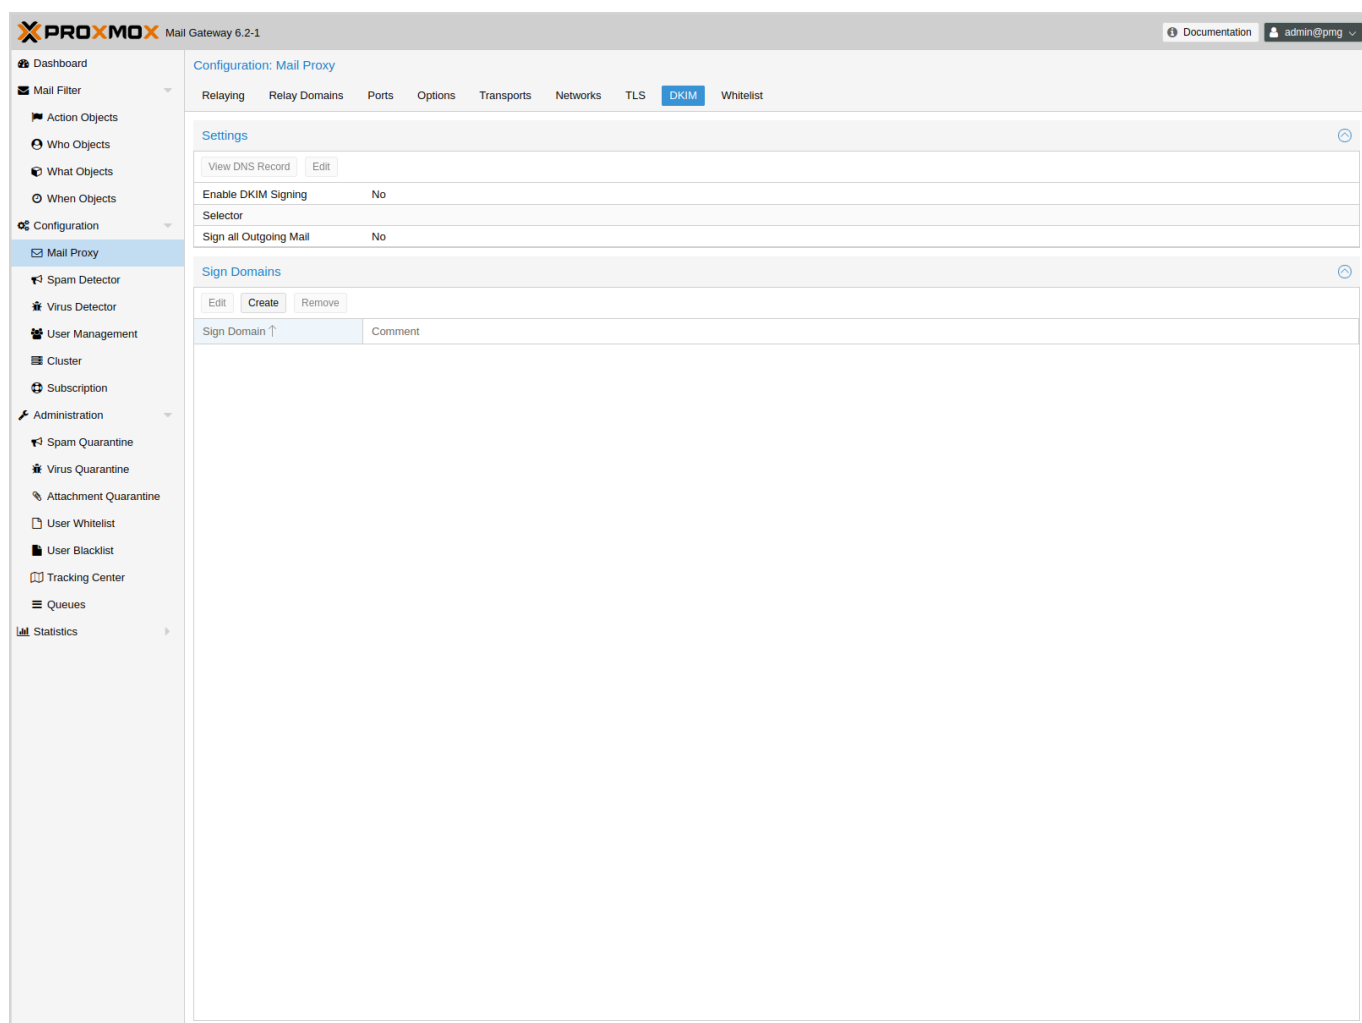 PROXMOX Mail Gateway 6.2-1
Documentation
admin@pmg
Dashboard
Mail Filter
Action Objects
Who Objects
What Objects
When Objects
Configuration
Mail Proxy
Spam Detector
Virus Detector
User Management
Cluster
Subscription
Administration
Spam Quarantine
Virus Quarantine
Attachment Quarantine
User Whitelist
User Blacklist
Tracking Center
Queues
Statistics
Configuration: Mail Proxy
Relaying Relay Domains Ports Options Transports Networks TLS DKIM Whitelist
Settings
View DNS Record Edit
Enable DKIM Signing No
Selector
Sign all Outgoing Mail No
Sign Domains
Edit Create Remove
Sign Domain Comment